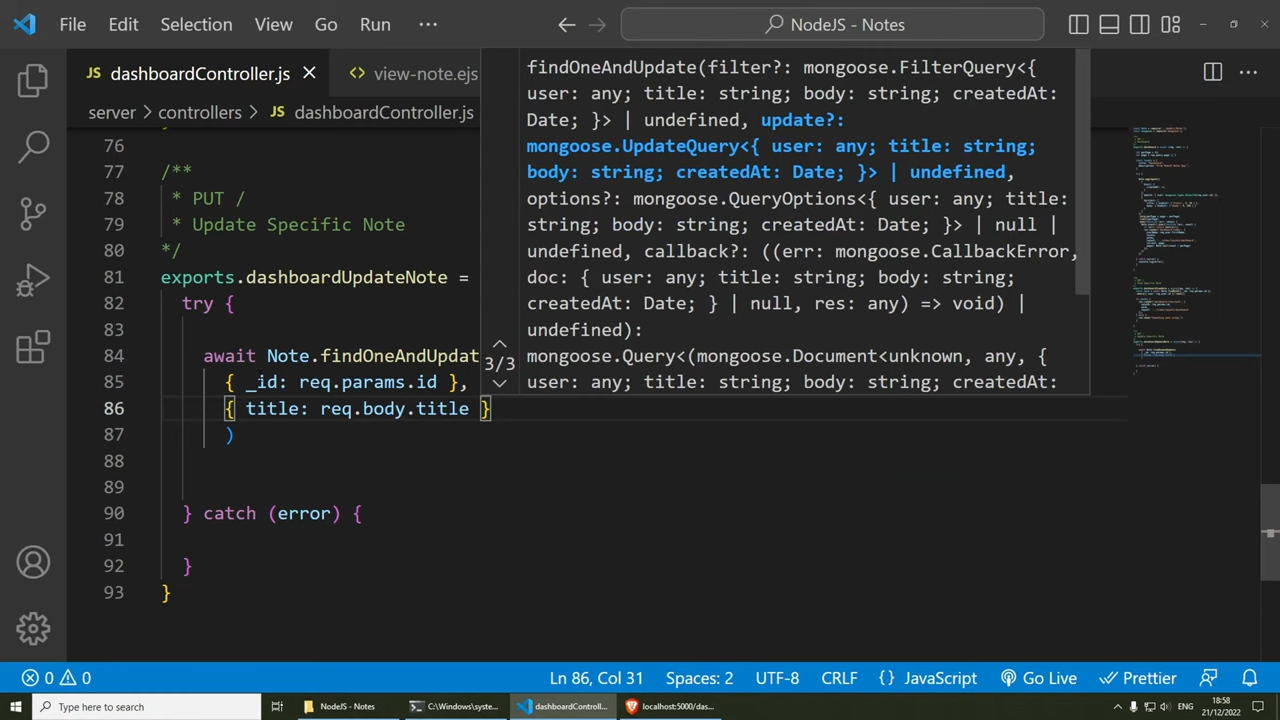 File Edit Selection View Go Run ··· NodeJS - Notes
JS dashboardController.js view-note.ejs
server > controllers > JS dashboardController.js
findOneAndUpdate(filter?: mongoose.FilterQuery<{
user: any; title: string; body: string; createdAt:
Date; }> | undefined, update?:
mongoose.UpdateQuery<{ user: any; title: string;
body: string; createdAt: Date; }> | undefined,
options?: mongoose.QueryOptions<{ user: any; title:
string; body: string; createdAt: Date; }> | null |
undefined, callback?: ((err: mongoose.CallbackError,
doc: { user: any; title: string; body: string;
createdAt: Date; } | null, res: any) => void) |
undefined):
3/3 mongoose.Query<(mongoose.Document<unknown, any, {
user: any; title: string; body: string; createdAt:
76
77 /**
78 * PUT /
79 * Update Specific Note
80 */
81 exports.dashboardUpdateNote =
82 try {
83
84 await Note.findOneAndUpdat
85 { _id: req.params.id },
86 { title: req.body.title }
87 )
88
89
90 } catch (error) {
91
92 }
93 }
0 0 Ln 86, Col 31 Spaces: 2 UTF-8 CRLF {} JavaScript Go Live Prettier
Type here to search NodeJS - Notes C:\Windows\syste... dashboardControll... localhost:5000/das... ENG 18:58
21/12/2022